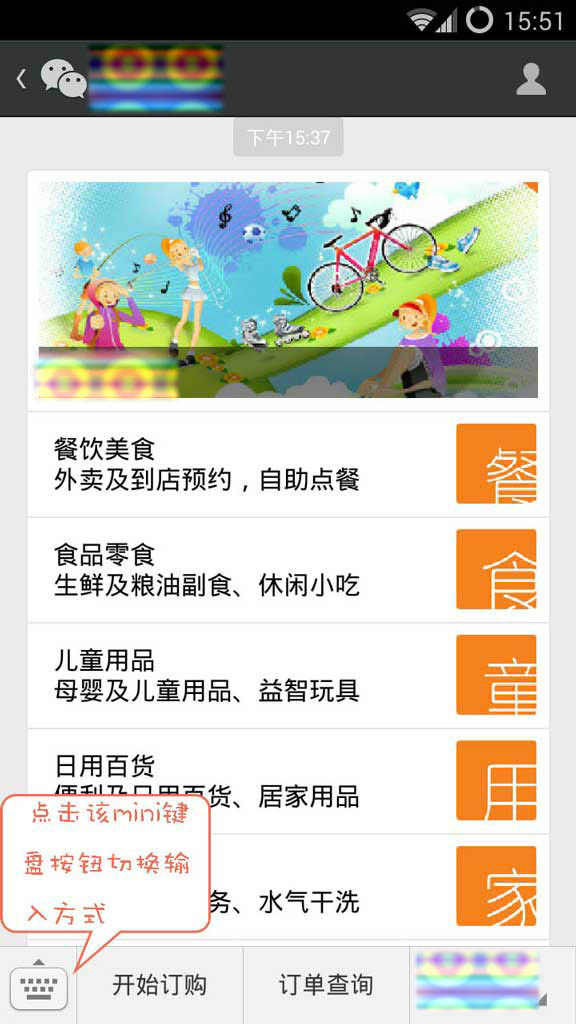 15:51
下午15:37
餐饮美食
外卖及到店预约，自助点餐
餐
食品零食
生鲜及粮油副食、休闲小吃
食
儿童用品
母婴及儿童用品、益智玩具
童
日用百货
便利及日用百货、居家用品
用
务、水气干洗
家
点击该mini键
盘按钮切换输
入方式
开始订购
订单查询